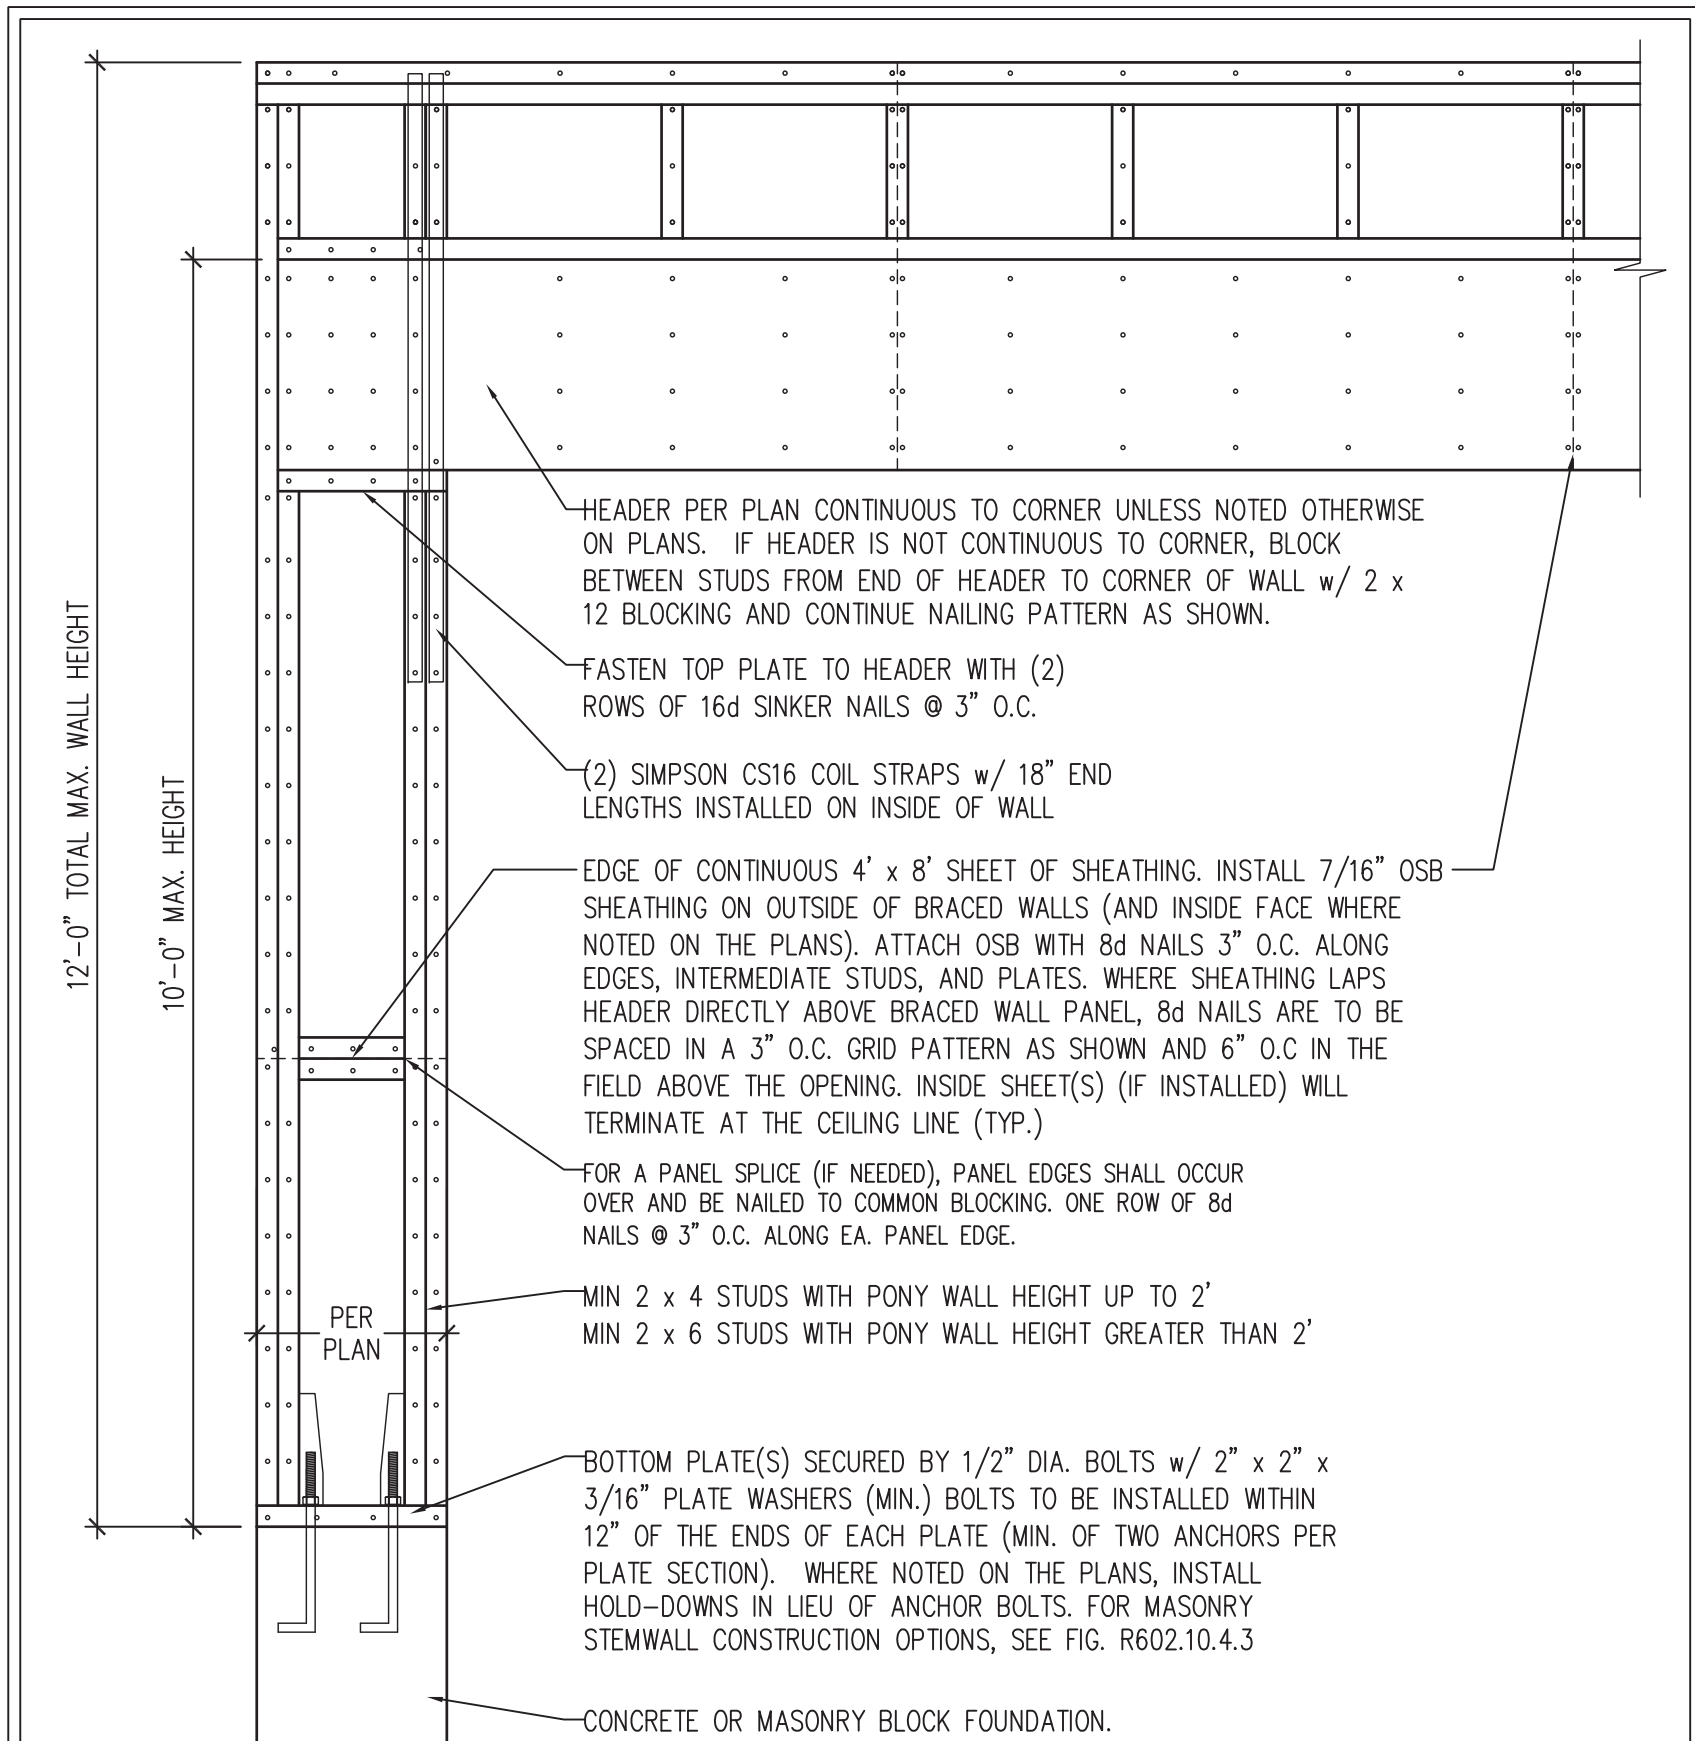 HEADER PER PLAN CONTINUOUS TO CORNER UNLESS NOTED OTHERWISE
ON PLANS. IF HEADER IS NOT CONTINUOUS TO CORNER, BLOCK
BETWEEN STUDS FROM END OF HEADER TO CORNER OF WALL w/ 2 x
12 BLOCKING AND CONTINUE NAILING PATTERN AS SHOWN.
FASTEN TOP PLATE TO HEADER WITH (2)
ROWS OF 16d SINKER NAILS @ 3" O.C.
(2) SIMPSON CS16 COIL STRAPS w/ 18" END
LENGTHS INSTALLED ON INSIDE OF WALL
12'-0" TOTAL MAX. WALL HEIGHT
10'-0" MAX. HEIGHT
EDGE OF CONTINUOUS 4' x 8' SHEET OF SHEATHING. INSTALL 7/16" OSB
SHEATHING ON OUTSIDE OF BRACED WALLS (AND INSIDE FACE WHERE
NOTED ON THE PLANS). ATTACH OSB WITH 8d NAILS 3" O.C. ALONG
EDGES, INTERMEDIATE STUDS, AND PLATES. WHERE SHEATHING LAPS
HEADER DIRECTLY ABOVE BRACED WALL PANEL, 8d NAILS ARE TO BE
SPACED IN A 3" O.C. GRID PATTERN AS SHOWN AND 6" O.C IN THE
FIELD ABOVE THE OPENING. INSIDE SHEET(S) (IF INSTALLED) WILL
TERMINATE AT THE CEILING LINE (TYP.)
FOR A PANEL SPLICE (IF NEEDED), PANEL EDGES SHALL OCCUR
OVER AND BE NAILED TO COMMON BLOCKING. ONE ROW OF 8d
NAILS @ 3" O.C. ALONG EA. PANEL EDGE.
MIN 2 x 4 STUDS WITH PONY WALL HEIGHT UP TO 2'
MIN 2 x 6 STUDS WITH PONY WALL HEIGHT GREATER THAN 2'
PER
PLAN
BOTTOM PLATE(S) SECURED BY 1/2" DIA. BOLTS w/ 2" x 2" x
3/16" PLATE WASHERS (MIN.) BOLTS TO BE INSTALLED WITHIN
12" OF THE ENDS OF EACH PLATE (MIN. OF TWO ANCHORS PER
PLATE SECTION). WHERE NOTED ON THE PLANS, INSTALL
HOLD-DOWNS IN LIEU OF ANCHOR BOLTS. FOR MASONRY
STEMWALL CONSTRUCTION OPTIONS, SEE FIG. R602.10.4.3
CONCRETE OR MASONRY BLOCK FOUNDATION.